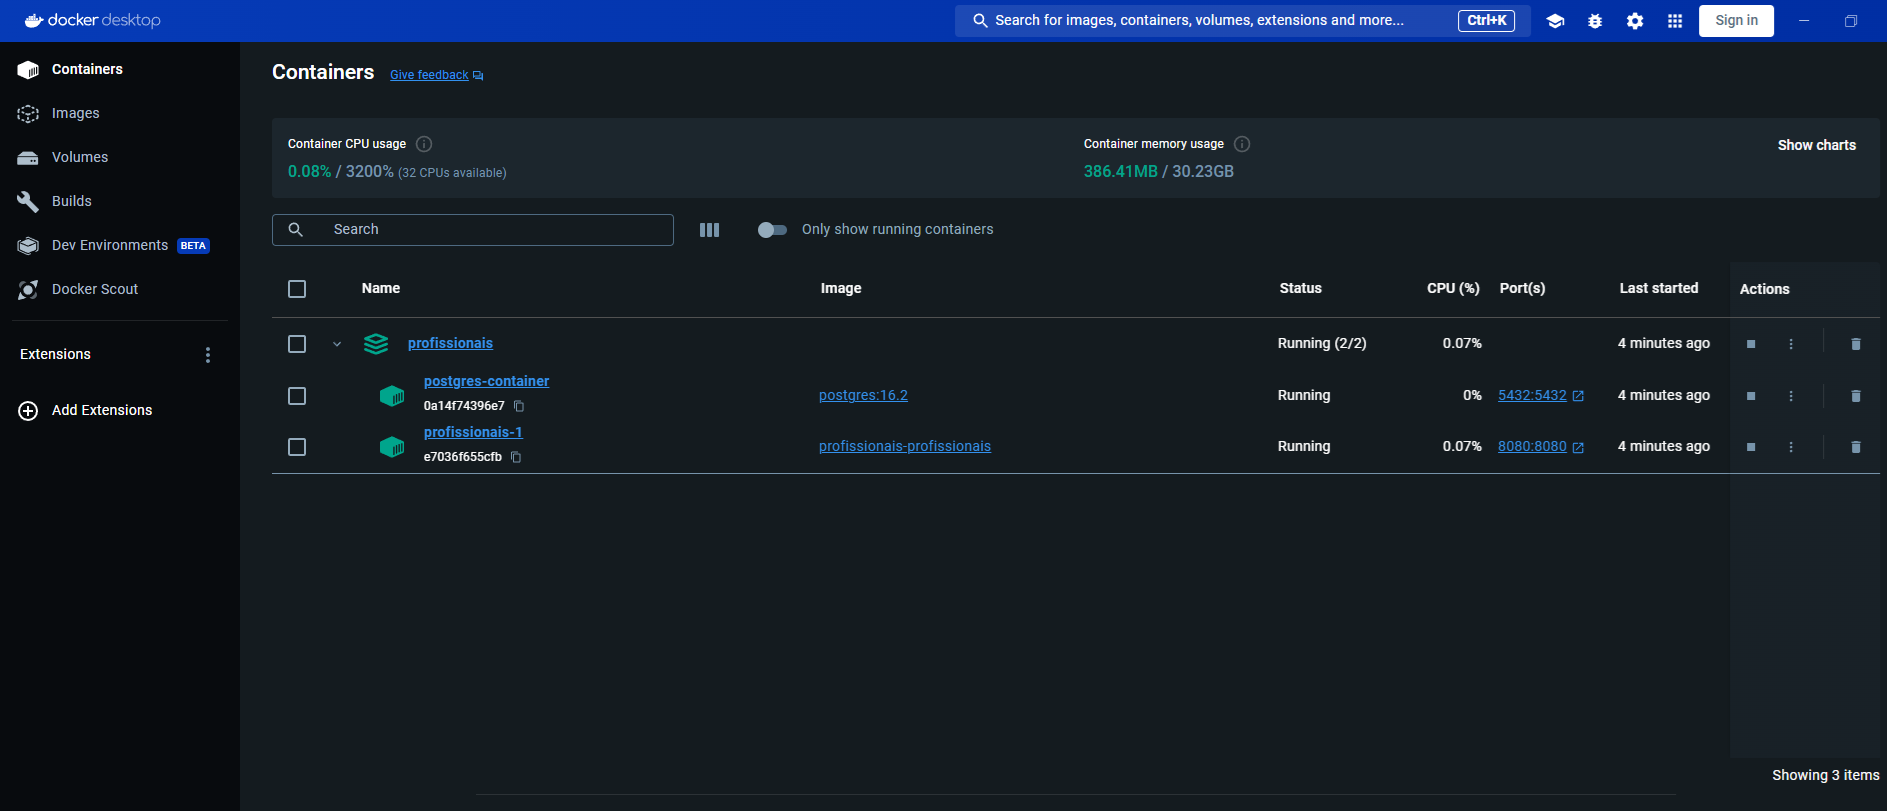 docker desktop
Search for images, containers, volumes, extensions and more...
Ctrl+K
Sign in
Containers
Images
Volumes
Builds
Dev Environments BETA
Docker Scout
Extensions
Add Extensions
Containers Give feedback
Container CPU usage
0.08% / 3200% (32 CPUs available)
Container memory usage
386.41MB / 30.23GB
Show charts
Search
Only show running containers
Name Image Status CPU (%) Port(s) Last started Actions
profissionais Running (2/2) 0.07% 4 minutes ago
postgres-container
0a14f74396e7
postgres:16.2 Running 0% 5432:5432 4 minutes ago
profissionais-1
e7036f655cfb
profissionais-profissionais Running 0.07% 8080:8080 4 minutes ago
Showing 3 items